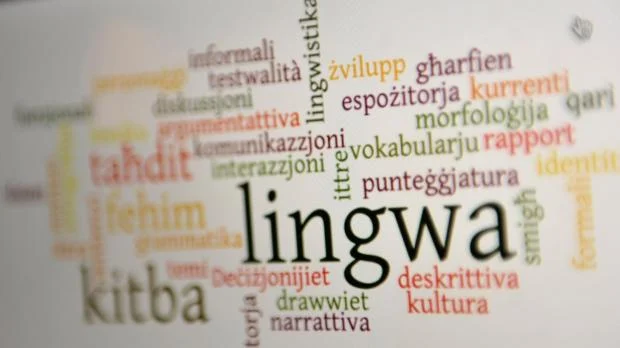 informali
testwalità
lingwistika
żvilupp
għarfien
kurrenti
diskussjoni
espożitorja
morfoloġija
qari
argumentattiva
komunikazzjoni
vokabularju
rapport
taħdit
interazzjoni
ittre
punteġġjatura
identit
fehim
lingwa
smigħ
formali
grammatika
kitba
temi
Deċiżjonijiet
deskrittiva
torja
drawwiet
kultura
narrattiva